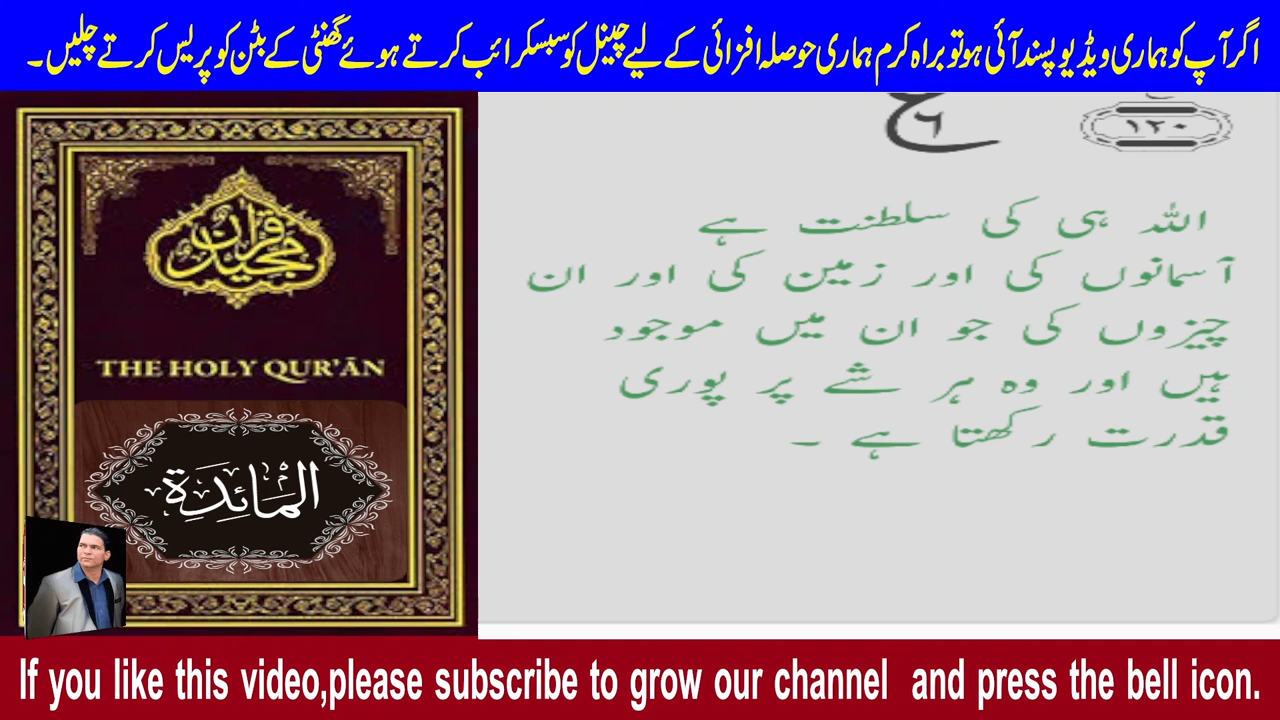 اگر آپ کو ہماری ویڈیو پسند آئی ہو تو براہ کرم ہماری حوصلہ افزائی کے لیے چینل کو سبسکرائب کرتے ہوئے گھنٹی کے بٹن کو پریس کرتے چلیں۔
۱۲۰
ع ٦
قرآن مجید
THE HOLY QUR'ĀN
المَائِدَة
اللہ ہی کی سلطنت ہے
آسمانوں کی اور زمین کی اور ان
چیزوں کی جو ان میں موجود
ہیں اور وہ ہر شے پر پوری
قدرت رکھتا ہے ۔
If you like this video,please subscribe to grow our channel and press the bell icon.